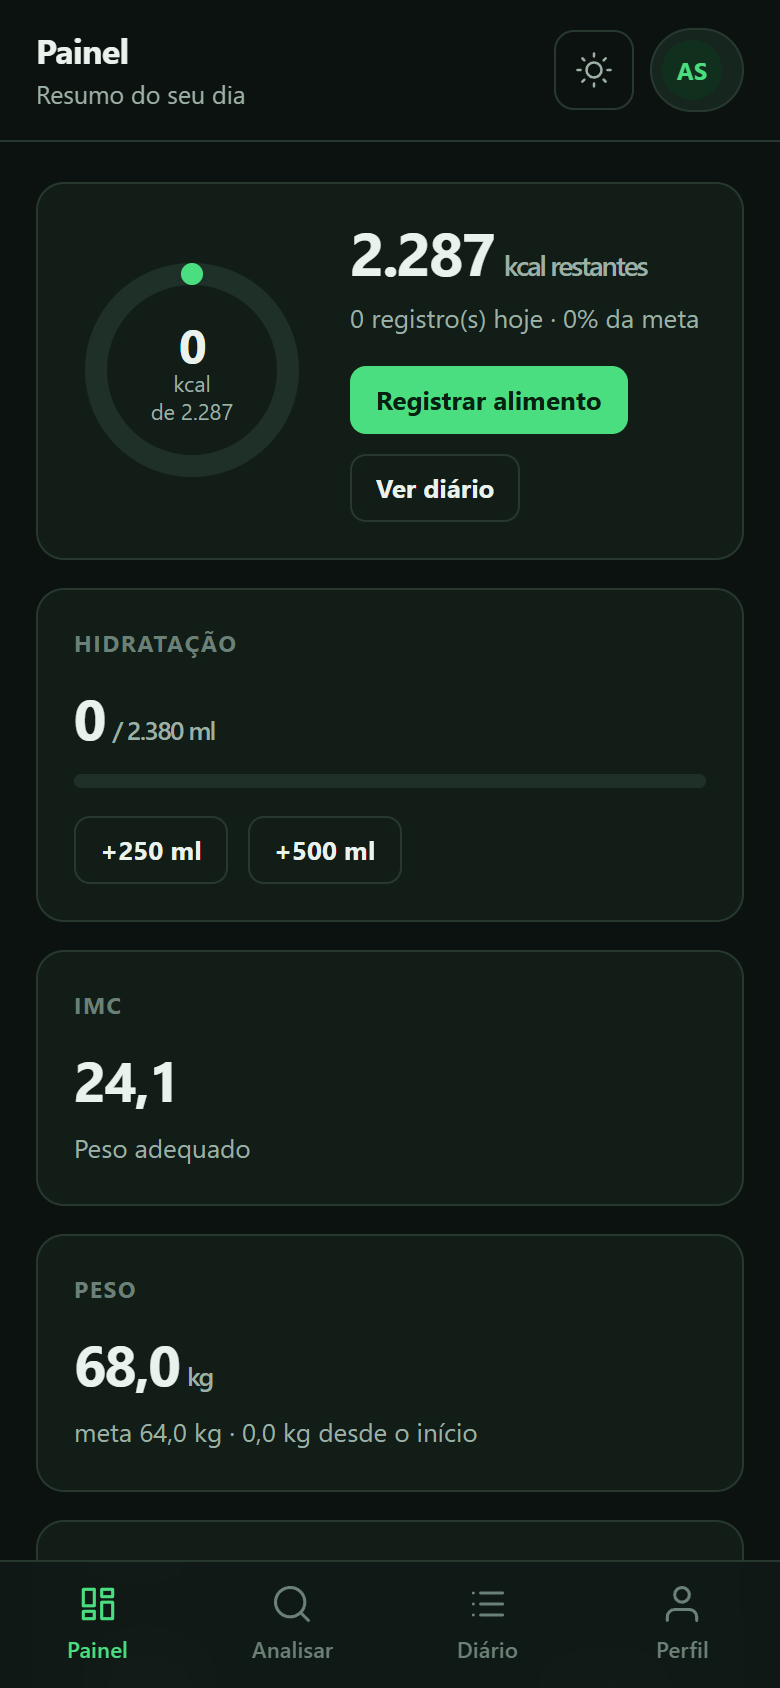 Painel
Resumo do seu dia
AS
0
kcal
de 2.287
2.287 kcal restantes
0 registro(s) hoje · 0% da meta
Registrar alimento
Ver diário
HIDRATAÇÃO
0 / 2.380 ml
+250 ml
+500 ml
IMC
24,1
Peso adequado
PESO
68,0 kg
meta 64,0 kg · 0,0 kg desde o início
Painel
Analisar
Diário
Perfil